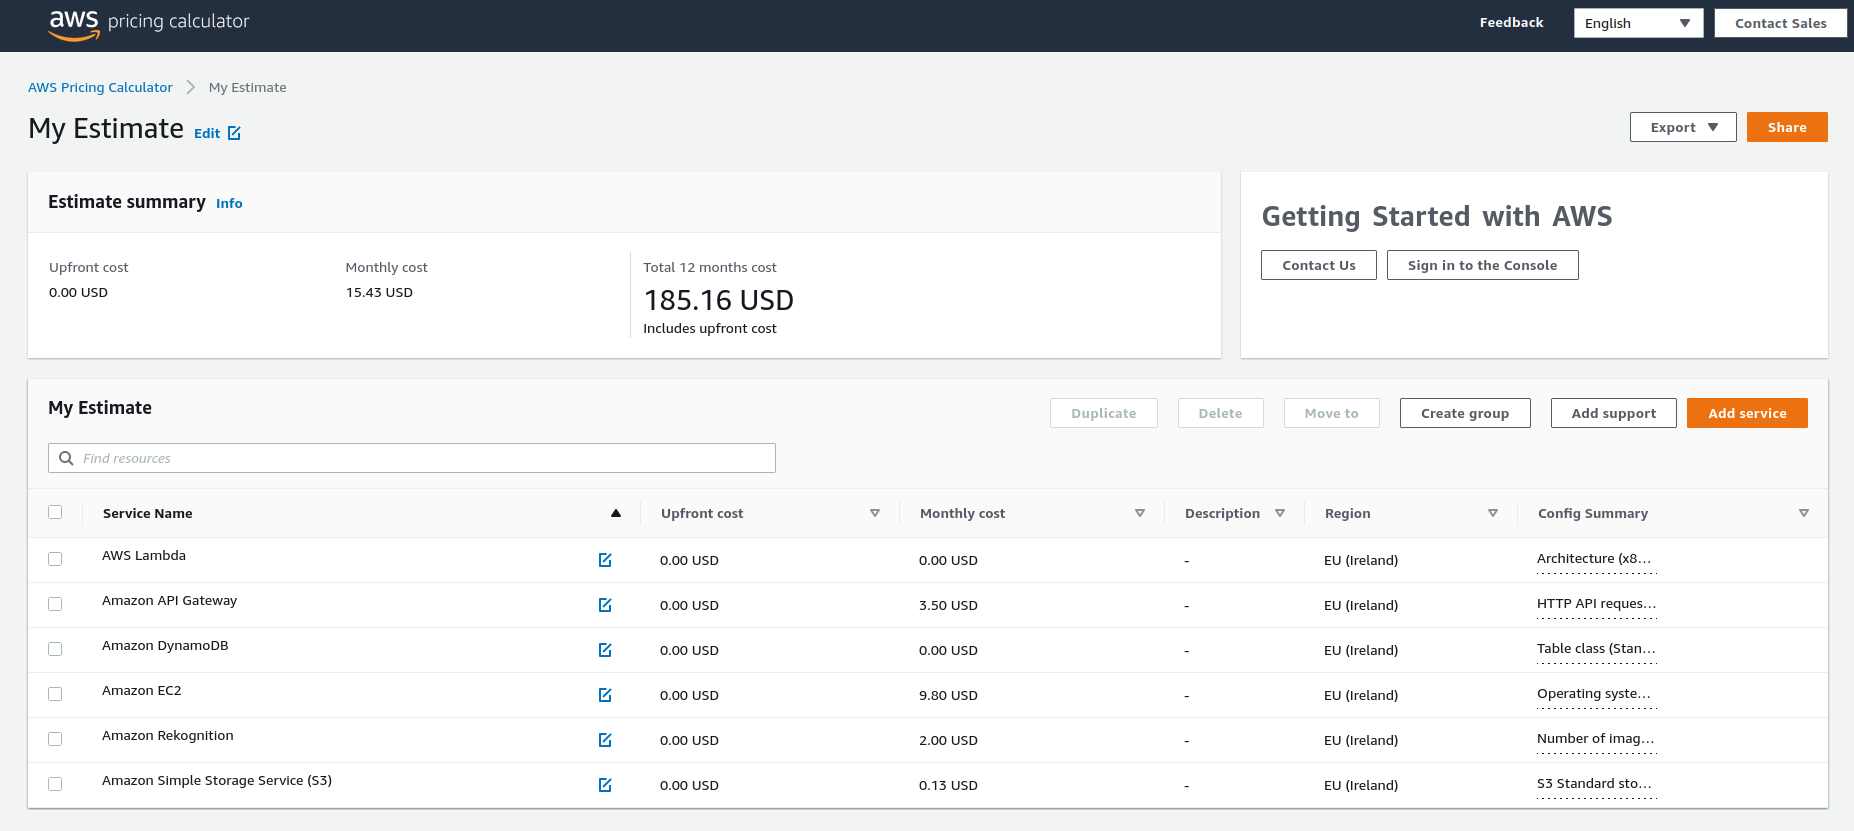 aws pricing calculator
Feedback
English
Contact Sales
AWS Pricing Calculator
My Estimate
My Estimate
Edit
Export
Share
Estimate summary
Info
Upfront cost
0.00 USD
Monthly cost
15.43 USD
Total 12 months cost
185.16 USD
Includes upfront cost
Getting Started with AWS
Contact Us
Sign in to the Console
My Estimate
Duplicate
Delete
Move to
Create group
Add support
Add service
Find resources
Service Name Upfront cost Monthly cost Description Region Config Summary
AWS Lambda 0.00 USD 0.00 USD - EU (Ireland) Architecture (x8...
Amazon API Gateway 0.00 USD 3.50 USD - EU (Ireland) HTTP API reques...
Amazon DynamoDB 0.00 USD 0.00 USD - EU (Ireland) Table class (Stan...
Amazon EC2 0.00 USD 9.80 USD - EU (Ireland) Operating syste...
Amazon Rekognition 0.00 USD 2.00 USD - EU (Ireland) Number of imag...
Amazon Simple Storage Service (S3) 0.00 USD 0.13 USD - EU (Ireland) S3 Standard sto...